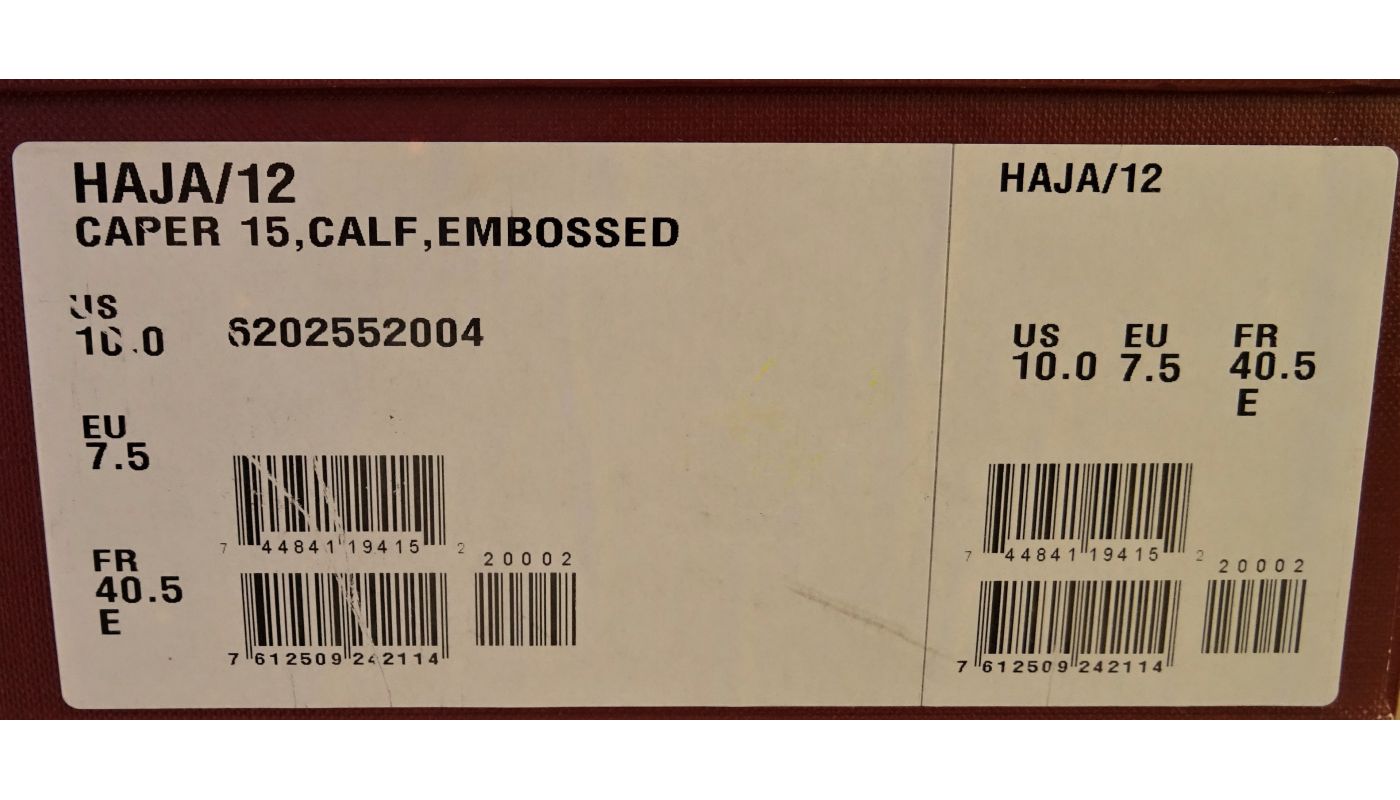 HAJA/12
CAPER 15,CALF,EMBOSSED
US
10.0 6202552004
EU
7.5
FR
40.5
E
7 44841 19415 2
20002
7 612509 242114
HAJA/12
US EU FR
10.0 7.5 40.5
E
7 44841 19415 2
20002
7 612509 242114